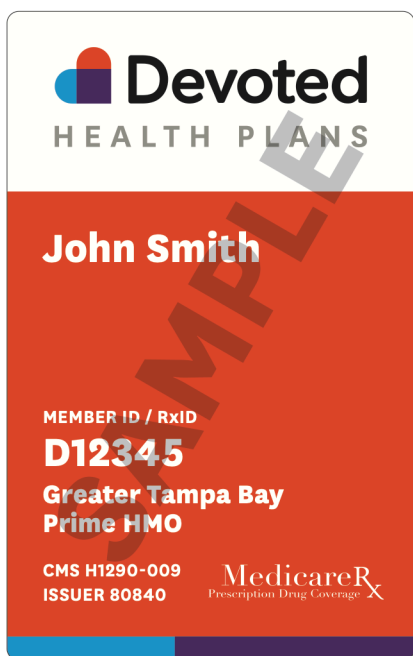 Devoted
HEALTH PLANS
John Smith
SAMPLE
MEMBER ID / RxID
D12345
Greater Tampa Bay
Prime HMO
CMS H1290-009
ISSUER 80840
MedicareRx
Prescription Drug Coverage